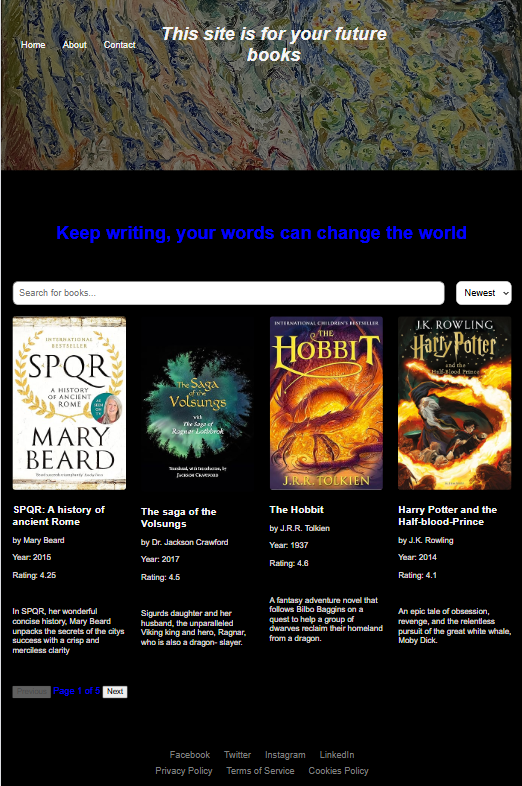 Home About Contact
This site is for your future
books
Keep writing, your words can change the world
Search for books...
Newest
INTERNATIONAL
BESTSELLER
SPQR
A HISTORY
OF ANCIENT
ROME
MARY
BEARD
The Saga
of the
Volsungs
with
The Saga of
Ragnar Lothbrok
Translated, with introduction, by
JACKSON CRAWFORD
INTERNATIONAL CHILDREN'S BESTSELLER
THE
HOBBIT
J.R.R. TOLKIEN
J.K. ROWLING
Harry Potter
and the
Half-Blood Prince
SPQR: A history of
ancient Rome
by Mary Beard
Year: 2015
Rating: 4.25
In SPQR, her wonderful
concise history, Mary Beard
unpacks the secrets of the citys
success with a crisp and
merciless clarity
The saga of the
Volsungs
by Dr. Jackson Crawford
Year: 2017
Rating: 4.5
Sigurds daughter and her
husband, the unparalleled
Viking king and hero, Ragnar,
who is also a dragon- slayer.
The Hobbit
by J.R.R. Tolkien
Year: 1937
Rating: 4.6
A fantasy adventure novel that
follows Bilbo Baggins on a
quest to help a group of
dwarves reclaim their homeland
from a dragon.
Harry Potter and the
Half-blood-Prince
by J.K. Rowling
Year: 2014
Rating: 4.1
An epic tale of obsession,
revenge, and the relentless
pursuit of the great white whale,
Moby Dick.
Previous Page 1 of 5 Next
Facebook Twitter Instagram LinkedIn
Privacy Policy Terms of Service Cookies Policy